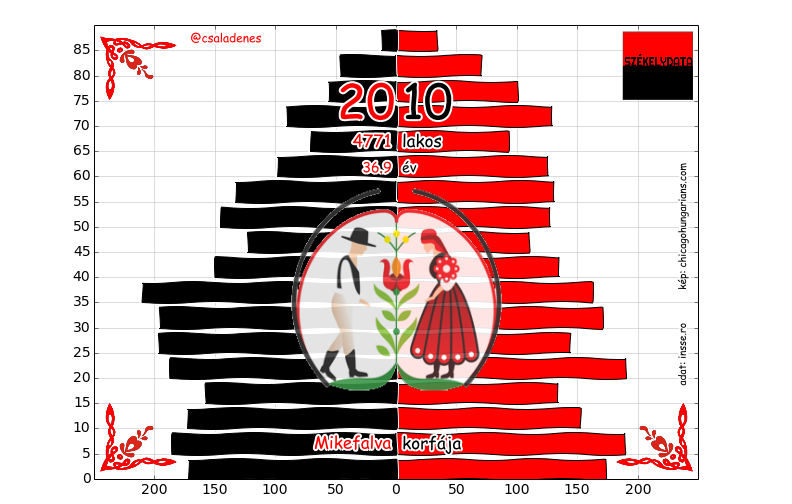 @csaladenes
SZÉKELYDATA
2010
4771 lakos
36.9 év
kép: chicagohungarians.com
adat: insse.ro
Mikefalva korfája
85
80
75
70
65
60
55
50
45
40
35
30
25
20
15
10
5
0
200 150 100 50 0 50 100 150 200